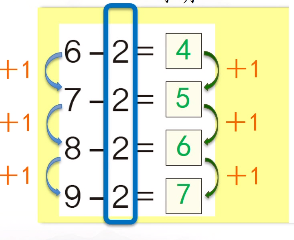 6 − 2 = 4
+1 +1
7 − 2 = 5
+1 +1
8 − 2 = 6
+1 +1
9 − 2 = 7